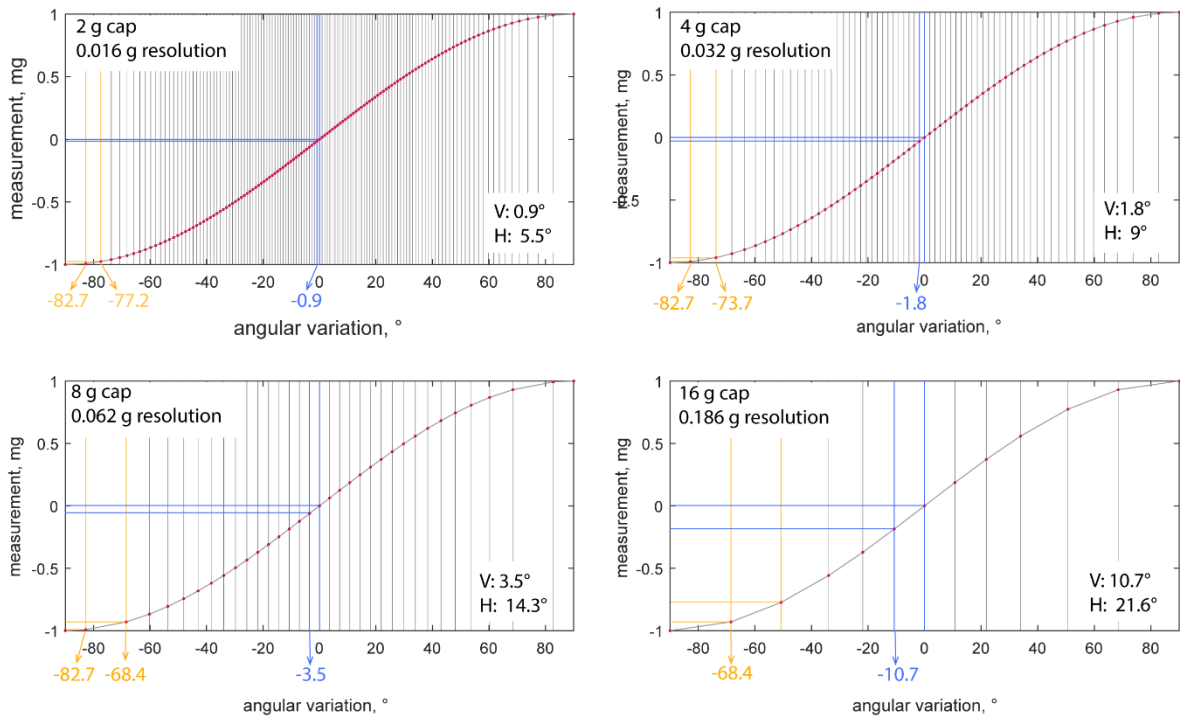 2 g cap
0.016 g resolution
measurement, mg
1
0.5
0
-0.5
-1
V: 0.9°
H: 5.5°
-80 -60 -40 -20 0 20 40 60 80
-82.7 -77.2 -0.9
angular variation, °
4 g cap
0.032 g resolution
measurement, mg
1
0.5
0
-0.5
-1
V:1.8°
H: 9°
-80 -60 -40 -20 0 20 40 60 80
-82.7 -73.7 -1.8
angular variation, °
8 g cap
0.062 g resolution
measurement, mg
1
0.5
0
-0.5
-1
V: 3.5°
H: 14.3°
-80 -60 -40 -20 0 20 40 60 80
-82.7 -68.4 -3.5
angular variation, °
16 g cap
0.186 g resolution
measurement, mg
1
0.5
0
-0.5
-1
V: 10.7°
H: 21.6°
-80 -60 -40 -20 0 20 40 60 80
-68.4 -10.7
angular variation, °